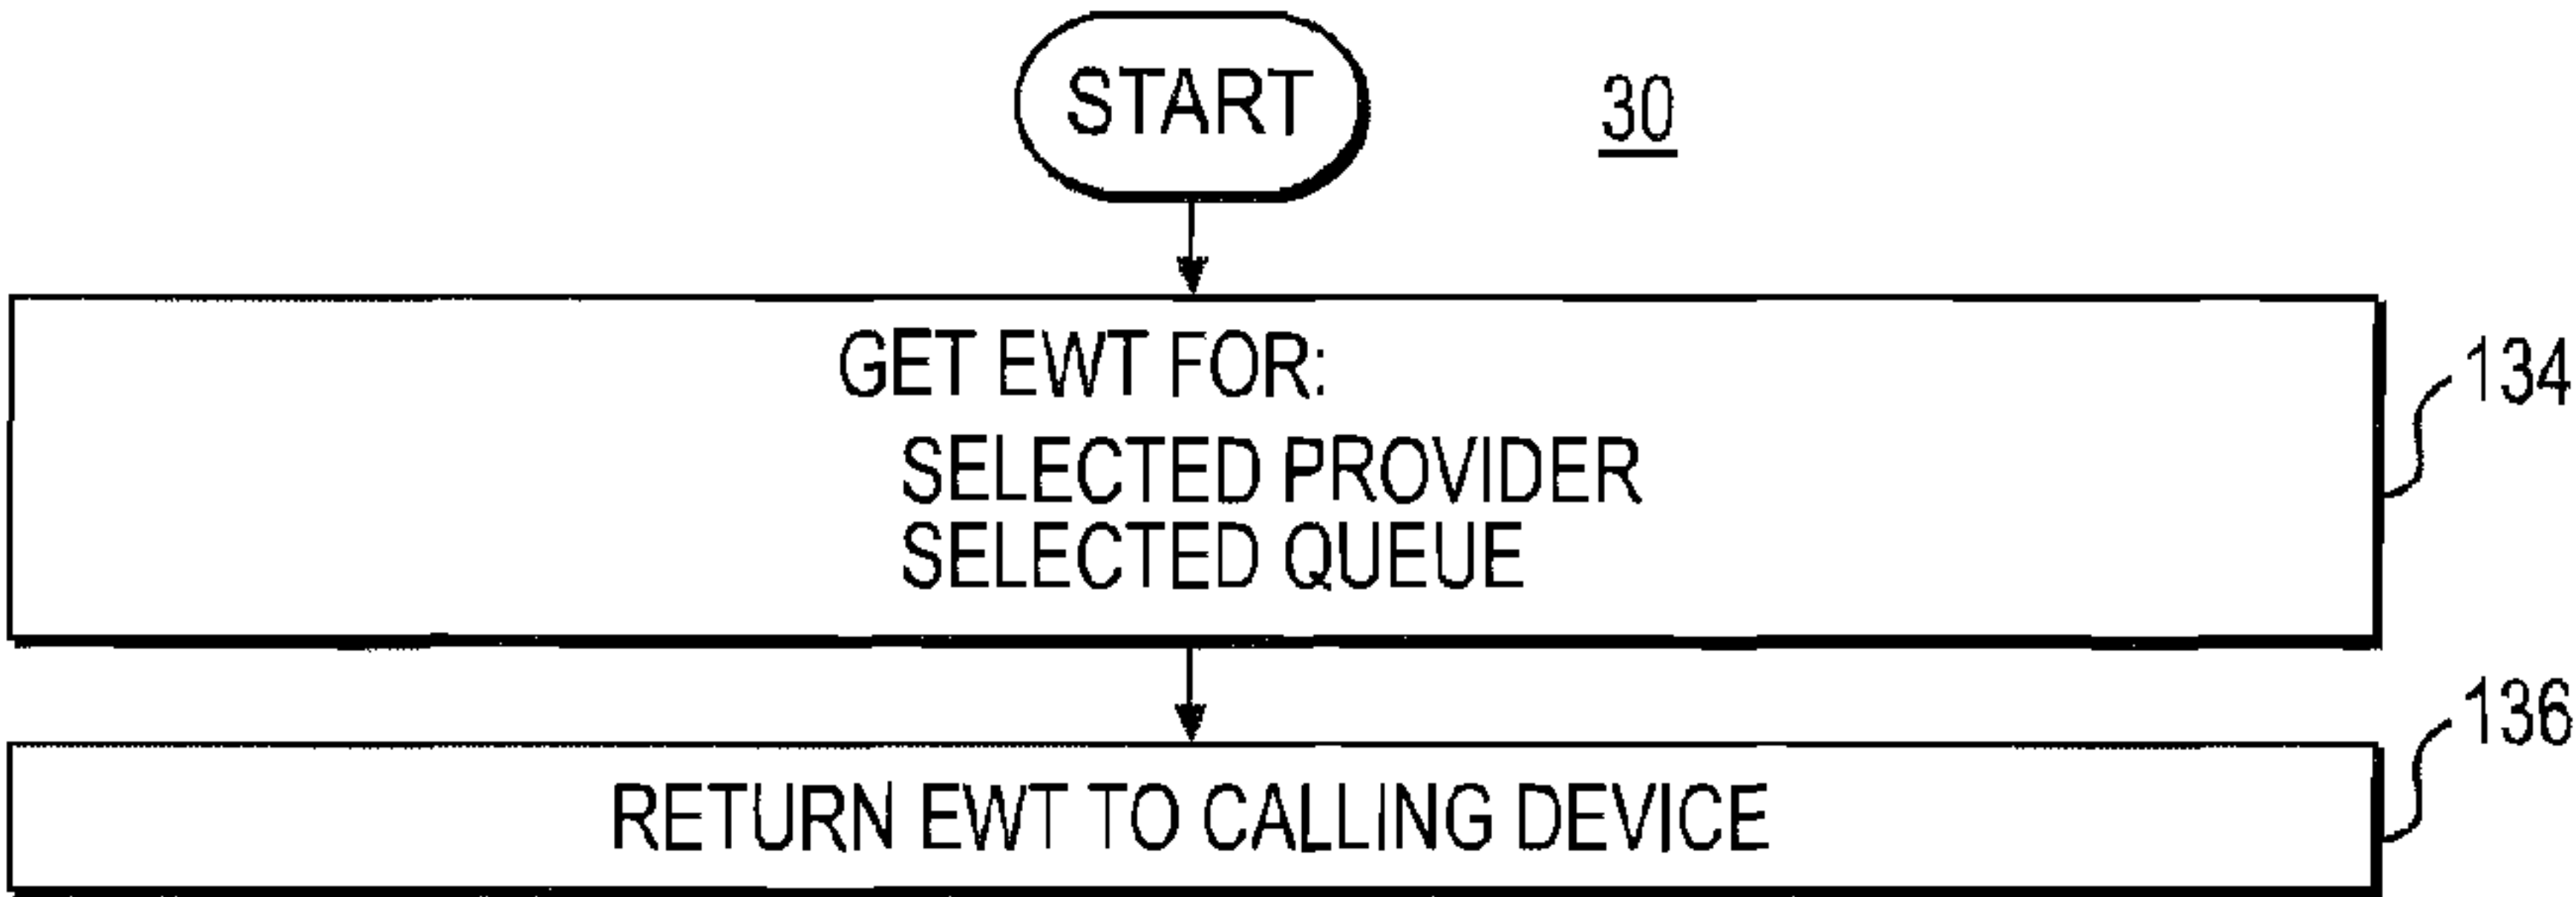 START
30
GET EWT FOR:
SELECTED PROVIDER
SELECTED QUEUE
134
RETURN EWT TO CALLING DEVICE
136